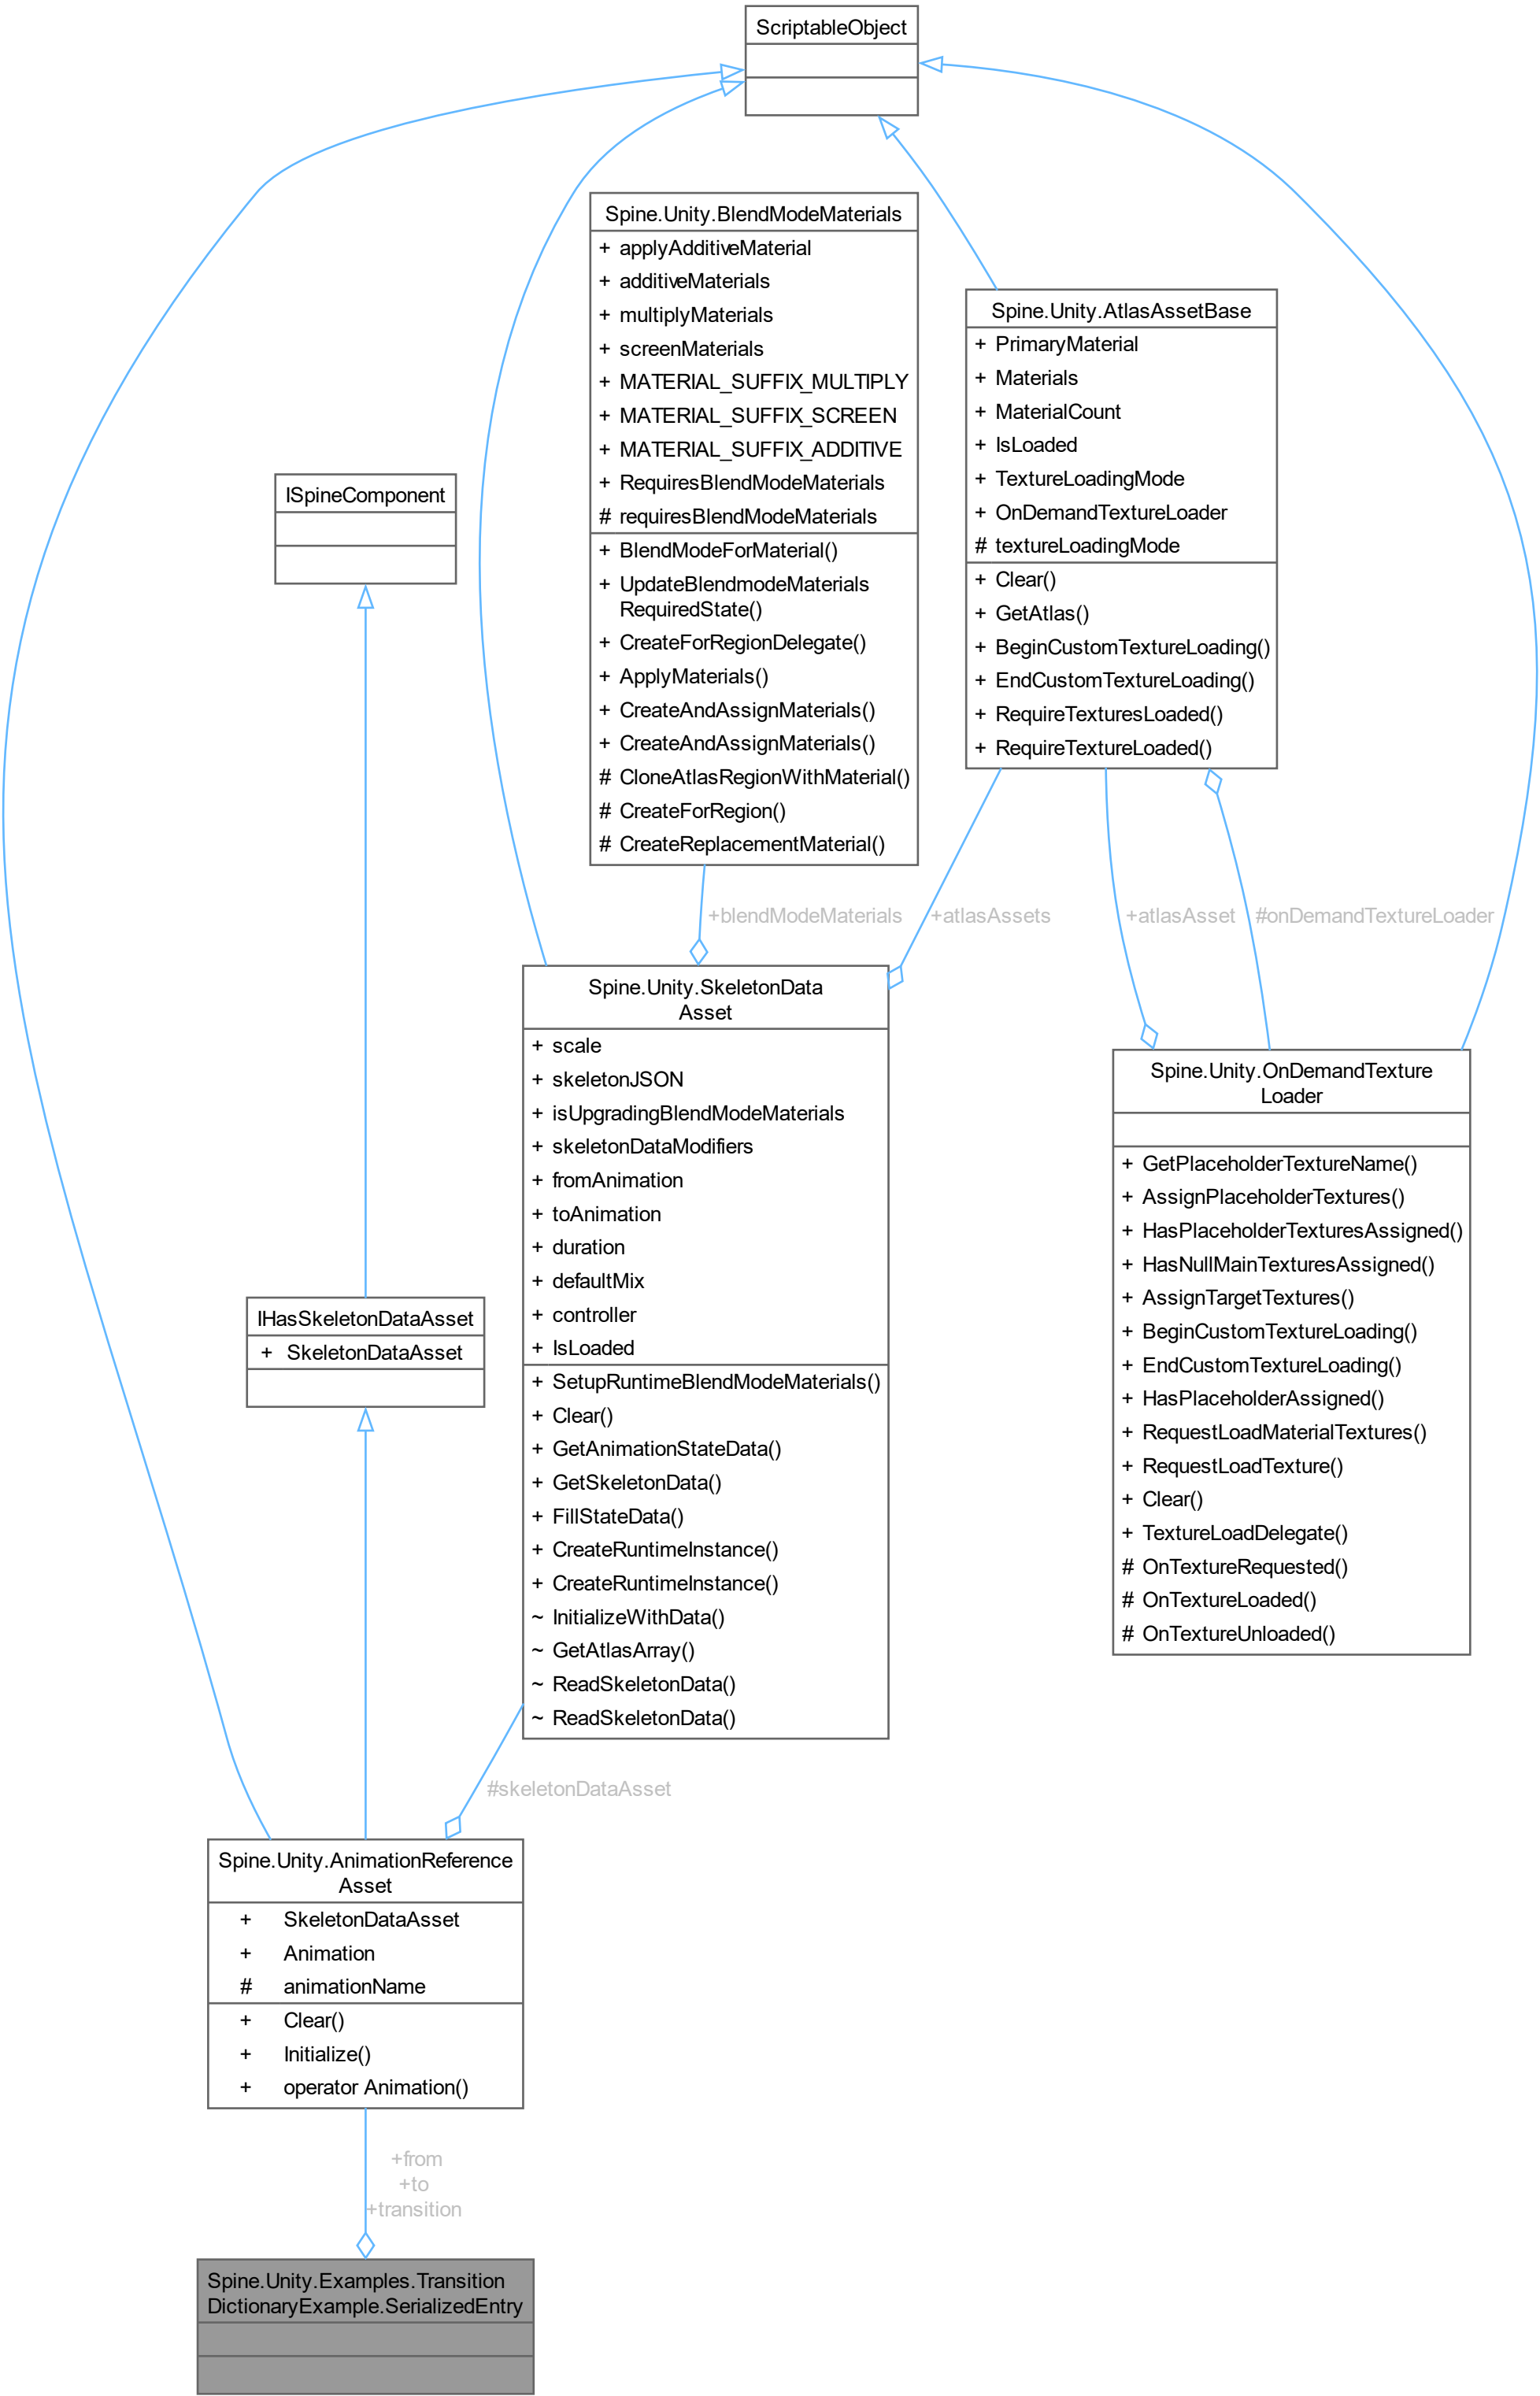 ScriptableObject
Spine.Unity.BlendModeMaterials
+ applyAdditiveMaterial
+ additiveMaterials
+ multiplyMaterials
+ screenMaterials
+ MATERIAL_SUFFIX_MULTIPLY
+ MATERIAL_SUFFIX_SCREEN
+ MATERIAL_SUFFIX_ADDITIVE
+ RequiresBlendModeMaterials
# requiresBlendModeMaterials
+ BlendModeForMaterial()
+ UpdateBlendmodeMaterials
RequiredState()
+ CreateForRegionDelegate()
+ ApplyMaterials()
+ CreateAndAssignMaterials()
+ CreateAndAssignMaterials()
# CloneAtlasRegionWithMaterial()
# CreateForRegion()
# CreateReplacementMaterial()
Spine.Unity.AtlasAssetBase
+ PrimaryMaterial
+ Materials
+ MaterialCount
+ IsLoaded
+ TextureLoadingMode
+ OnDemandTextureLoader
# textureLoadingMode
+ Clear()
+ GetAtlas()
+ BeginCustomTextureLoading()
+ EndCustomTextureLoading()
+ RequireTexturesLoaded()
+ RequireTextureLoaded()
ISpineComponent
+blendModeMaterials
+atlasAssets
+atlasAsset
#onDemandTextureLoader
Spine.Unity.SkeletonData
Asset
+ scale
+ skeletonJSON
+ isUpgradingBlendModeMaterials
+ skeletonDataModifiers
+ fromAnimation
+ toAnimation
+ duration
+ defaultMix
+ controller
+ IsLoaded
+ SetupRuntimeBlendModeMaterials()
+ Clear()
+ GetAnimationStateData()
+ GetSkeletonData()
+ FillStateData()
+ CreateRuntimeInstance()
+ CreateRuntimeInstance()
~ InitializeWithData()
~ GetAtlasArray()
~ ReadSkeletonData()
~ ReadSkeletonData()
Spine.Unity.OnDemandTexture
Loader
+ GetPlaceholderTextureName()
+ AssignPlaceholderTextures()
+ HasPlaceholderTexturesAssigned()
+ HasNullMainTexturesAssigned()
+ AssignTargetTextures()
+ BeginCustomTextureLoading()
+ EndCustomTextureLoading()
+ HasPlaceholderAssigned()
+ RequestLoadMaterialTextures()
+ RequestLoadTexture()
+ Clear()
+ TextureLoadDelegate()
# OnTextureRequested()
# OnTextureLoaded()
# OnTextureUnloaded()
IHasSkeletonDataAsset
+ SkeletonDataAsset
#skeletonDataAsset
Spine.Unity.AnimationReference
Asset
+ SkeletonDataAsset
+ Animation
# animationName
+ Clear()
+ Initialize()
+ operator Animation()
+from
+to
+transition
Spine.Unity.Examples.Transition
DictionaryExample.SerializedEntry